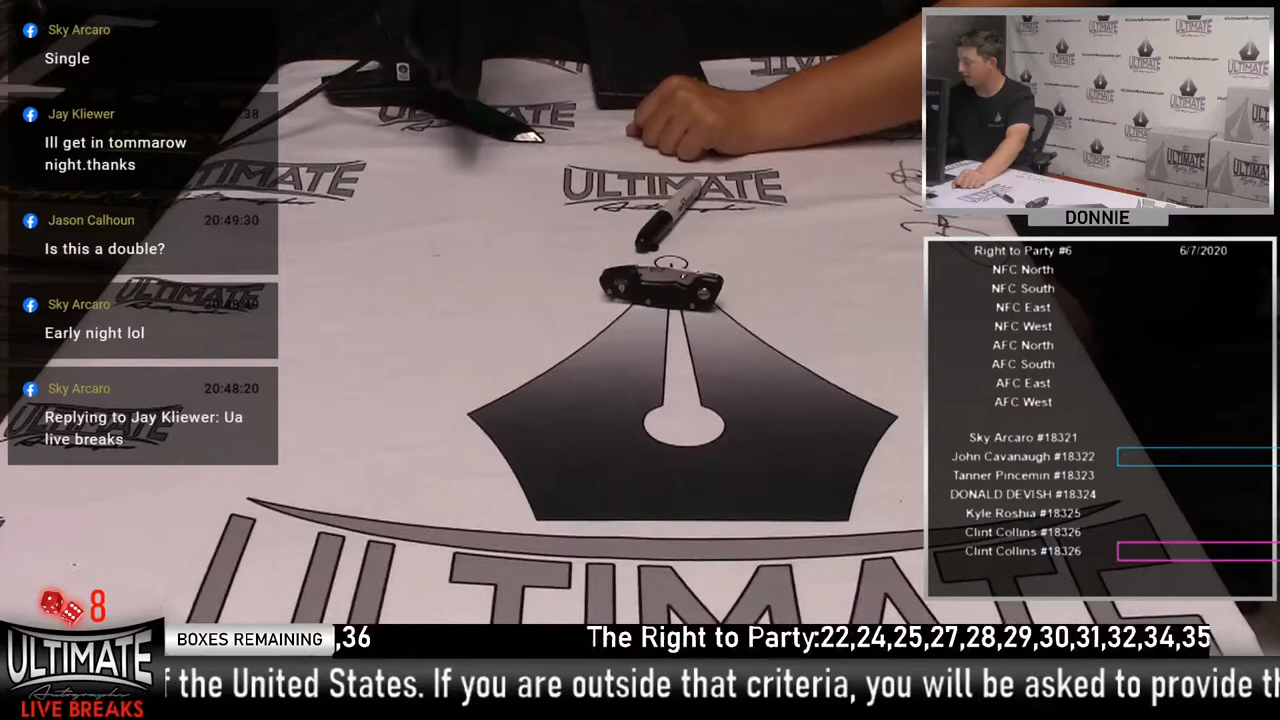 Sky Arcaro
Single
Jay Kliewer
Ill get in tommarow
night.thanks
Jason Calhoun 20:49:30
Is this a double?
Sky Arcaro
Early night lol
Sky Arcaro 20:48:20
Replying to Jay Kliewer: Ua
live breaks
ULTIMATE
ULTIMATE
DONNIE
Right to Party #6 6/7/2020
NFC North
NFC South
NFC East
NFC West
AFC North
AFC South
AFC East
AFC West
Sky Arcaro #18321
John Cavanaugh #18322
Tanner Pincemin #18323
DONALD DEVISH #18324
Kyle Roshia #18325
Clint Collins #18326
Clint Collins #18326
8
ULTIMATE
Autographs
LIVE BREAKS
BOXES REMAINING ,36 The Right to Party:22,24,25,27,28,29,30,31,32,34,35
f the United States. If you are outside that criteria, you will be asked to provide th